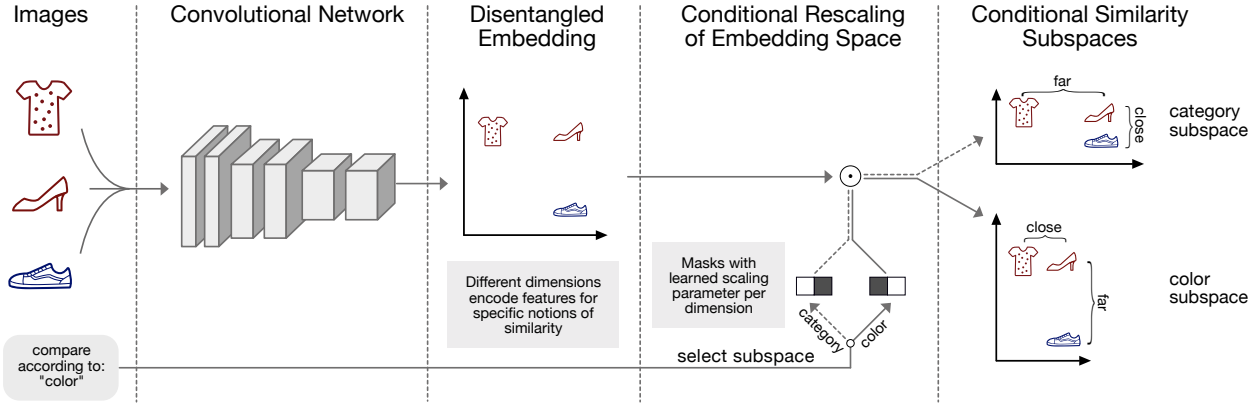 Images
Convolutional Network
Disentangled
Embedding
Conditional Rescaling
of Embedding Space
Conditional Similarity
Subspaces
far
close
category
subspace
close
far
color
subspace
Different dimensions
encode features for
specific notions of
similarity
Masks with
learned scaling
parameter per
dimension
category
color
select subspace
compare
according to:
"color"